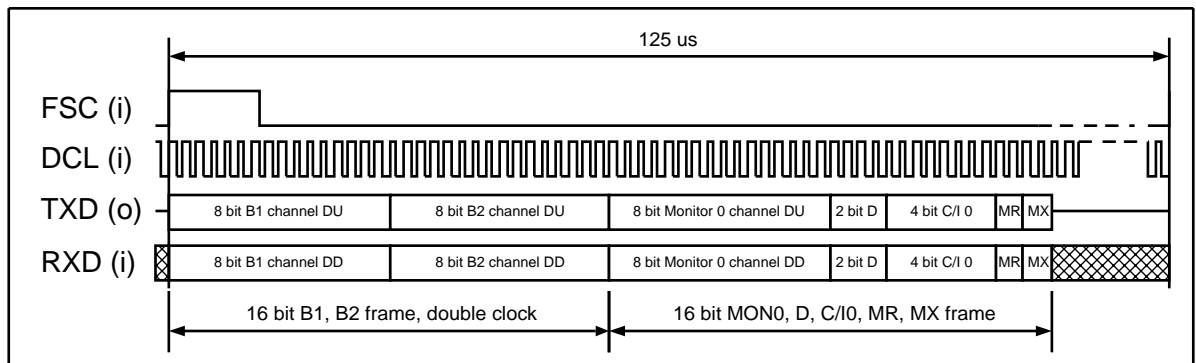 125 us
FSC (i)
DCL (i)
TXD (o) 8 bit B1 channel DU 8 bit B2 channel DU 8 bit Monitor 0 channel DU 2 bit D 4 bit C/I 0 MR MX
RXD (i) 8 bit B1 channel DD 8 bit B2 channel DD 8 bit Monitor 0 channel DD 2 bit D 4 bit C/I 0 MR MX
16 bit B1, B2 frame, double clock 16 bit MON0, D, C/I0, MR, MX frame